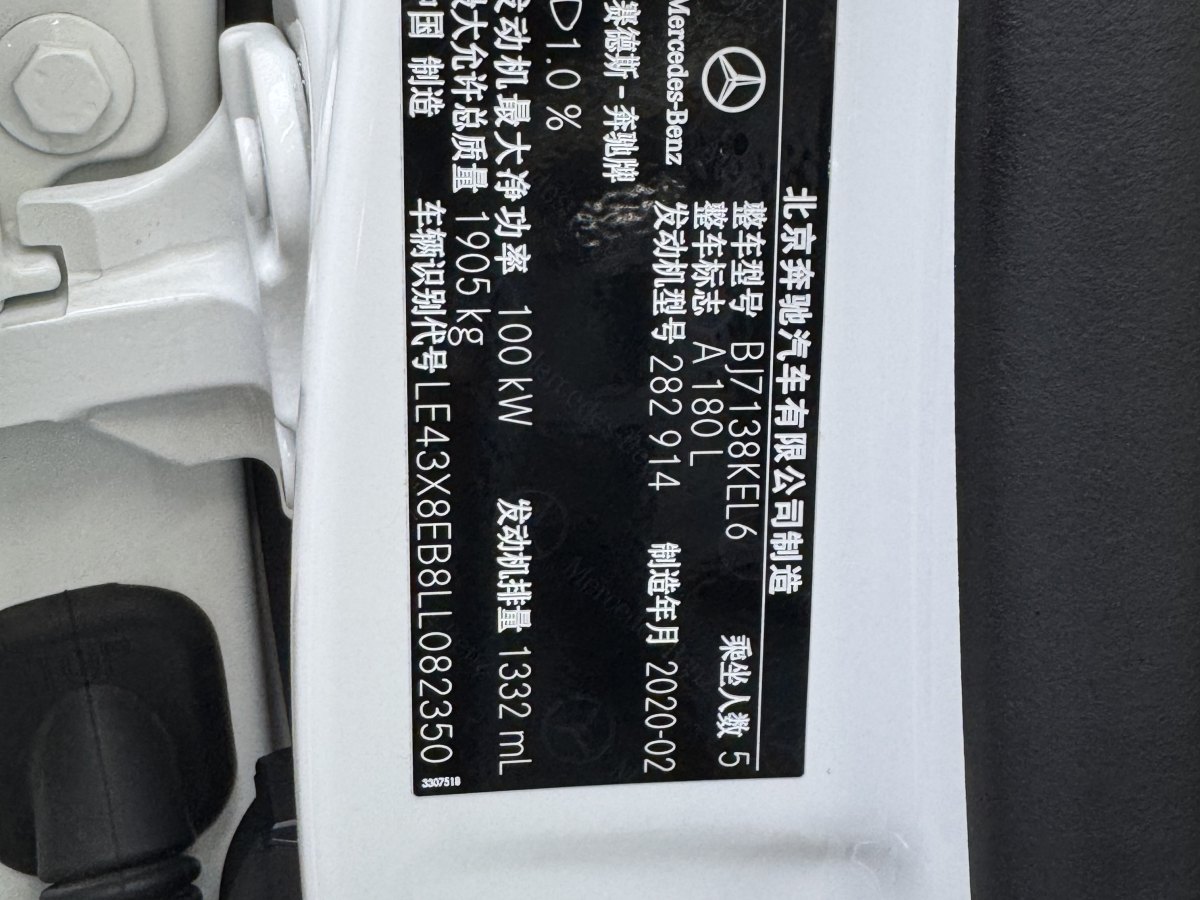 北京奔驰汽车有限公司制造
整车型号 BJ7138KEL6 乘坐人数 5
整车标志 A 180 L
Mercedes-Benz 发动机型号 282 914 制造年月 2020-02
赛德斯-奔驰牌
1.0 %
发动机最大净功率 100 kW 发动机排量 1332 mL
最大允许总质量 1905 kg
中国 制造 车辆识别代号 LE43X8EB8LL082350
3307518